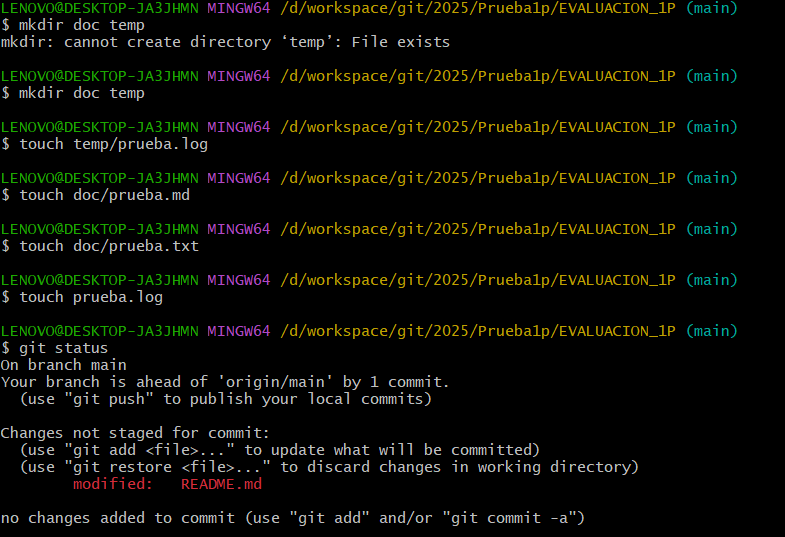 LENOVO@DESKTOP-JA3JHMN MINGW64 /d/workspace/git/2025/Prueba1p/EVALUACION_1P (main)
$ mkdir doc temp
mkdir: cannot create directory ‘temp’: File exists
LENOVO@DESKTOP-JA3JHMN MINGW64 /d/workspace/git/2025/Prueba1p/EVALUACION_1P (main)
$ mkdir doc temp
LENOVO@DESKTOP-JA3JHMN MINGW64 /d/workspace/git/2025/Prueba1p/EVALUACION_1P (main)
$ touch temp/prueba.log
LENOVO@DESKTOP-JA3JHMN MINGW64 /d/workspace/git/2025/Prueba1p/EVALUACION_1P (main)
$ touch doc/prueba.md
LENOVO@DESKTOP-JA3JHMN MINGW64 /d/workspace/git/2025/Prueba1p/EVALUACION_1P (main)
$ touch doc/prueba.txt
LENOVO@DESKTOP-JA3JHMN MINGW64 /d/workspace/git/2025/Prueba1p/EVALUACION_1P (main)
$ touch prueba.log
LENOVO@DESKTOP-JA3JHMN MINGW64 /d/workspace/git/2025/Prueba1p/EVALUACION_1P (main)
$ git status
On branch main
Your branch is ahead of 'origin/main' by 1 commit.
  (use "git push" to publish your local commits)
Changes not staged for commit:
  (use "git add <file>..." to update what will be committed)
  (use "git restore <file>..." to discard changes in working directory)
        modified:   README.md
no changes added to commit (use "git add" and/or "git commit -a")